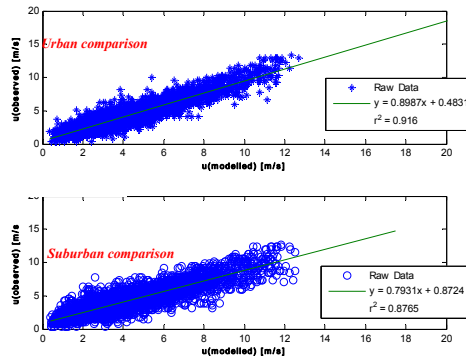 20
15
10
5
0
u(observed) [m/s]
Urban comparison
Raw Data
y = 0.8987x + 0.4831
r² = 0.916
0 2 4 6 8 10 12 14 16 18 20
u(modelled) [m/s]
20
15
10
5
0
u(observed) [m/s]
Suburban comparison
Raw Data
y = 0.7931x + 0.8724
r² = 0.8765
0 2 4 6 8 10 12 14 16 18 20
u(modelled) [m/s]